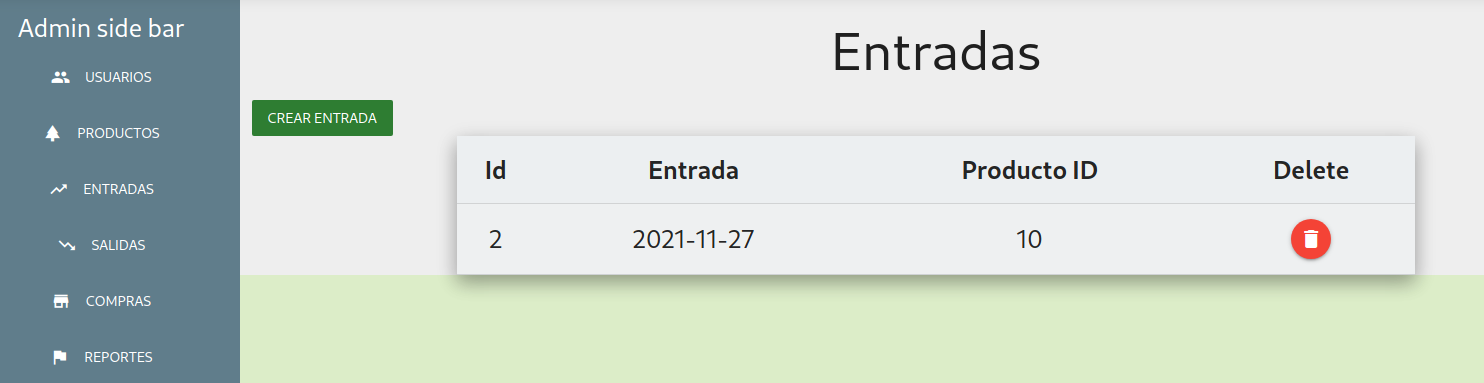 Admin side bar
USUARIOS
PRODUCTOS
ENTRADAS
SALIDAS
COMPRAS
REPORTES
Entradas
CREAR ENTRADA
Id Entrada Producto ID Delete
2 2021-11-27 10